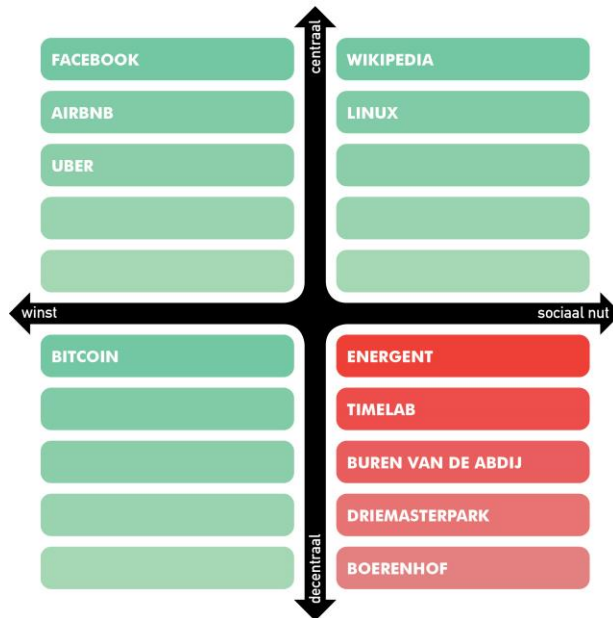 centraal
FACEBOOK
WIKIPEDIA
AIRBNB
LINUX
UBER
winst
sociaal nut
BITCOIN
ENERGENT
TIMELAB
BUREN VAN DE ABDIJ
DRIEMASTERPARK
BOERENHOF
decentraal